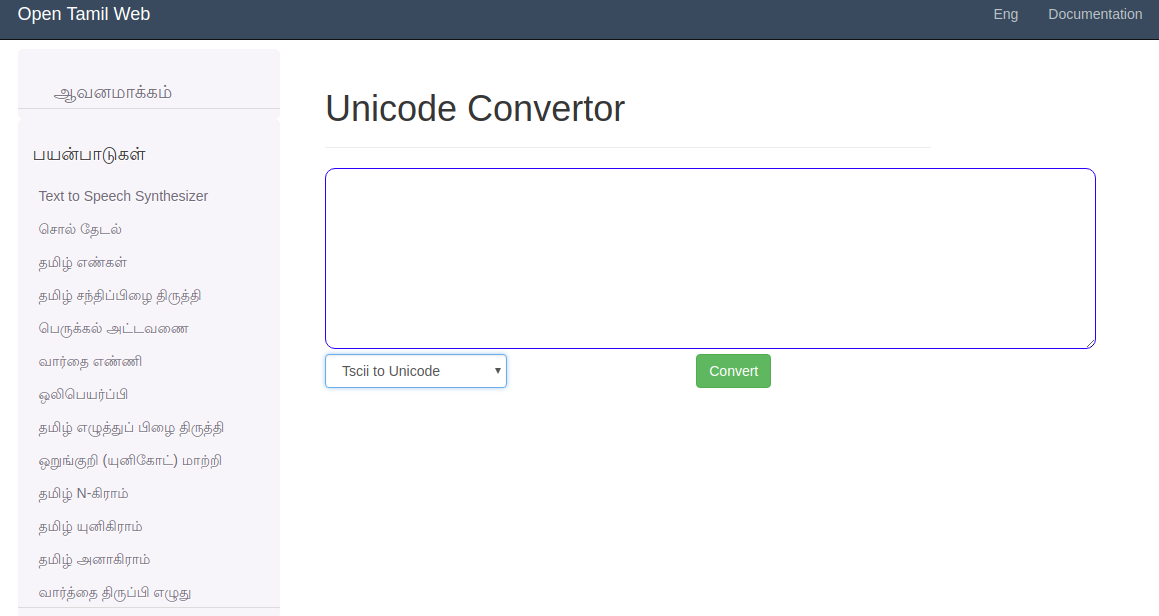 Open Tamil Web
Eng
Documentation
ஆவனமாக்கம்
பயன்பாடுகள்
Text to Speech Synthesizer
சொல் தேடல்
தமிழ் எண்கள்
தமிழ் சந்திப்பிழை திருத்தி
பெருக்கல் அட்டவணை
வார்தை எண்ணி
ஒலிபெயர்ப்பி
தமிழ் எழுத்துப் பிழை திருத்தி
ஒறுங்குறி (யுனிகோட்) மாற்றி
தமிழ் N-கிராம்
தமிழ் யுனிகிராம்
தமிழ் அனாகிராம்
வார்த்தை திருப்பி எழுது
Unicode Convertor
Tscii to Unicode
Convert